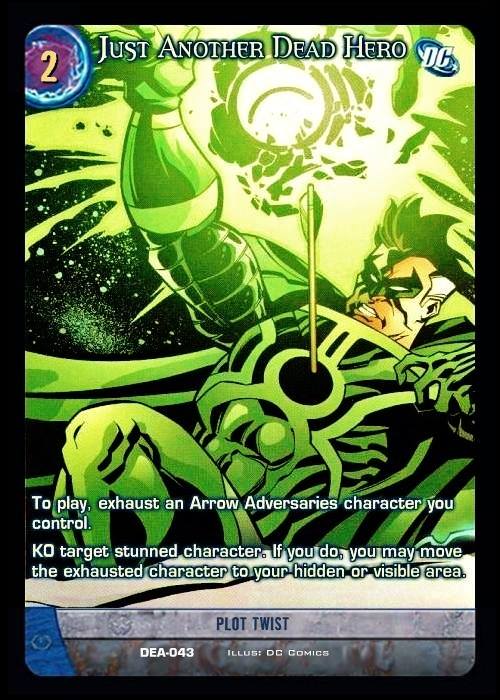 2
JUST ANOTHER DEAD HERO
DC
To play, exhaust an Arrow Adversaries character you
control.
KO target stunned character. If you do, you may move
the exhausted character to your hidden or visible area.
PLOT TWIST
DEA-043 ILLUS: DC COMICS